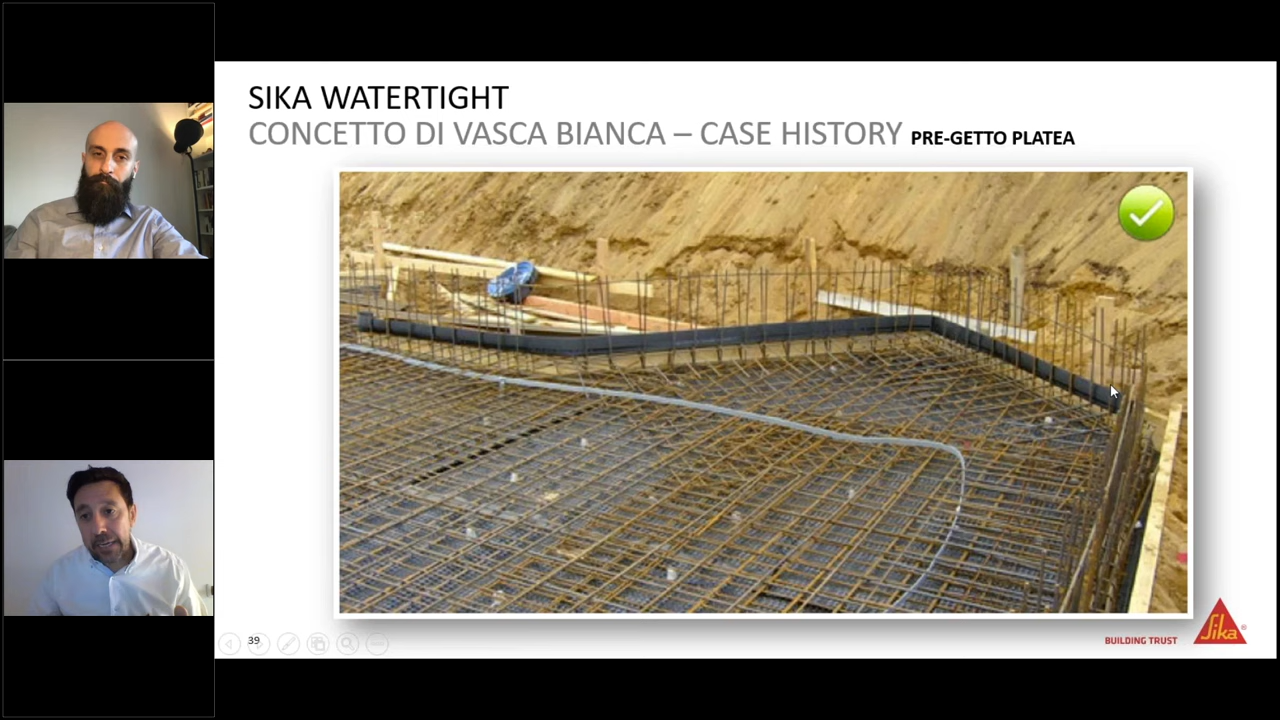 SIKA WATERTIGHT
CONCETTO DI VASCA BIANCA – CASE HISTORY PRE-GETTO PLATEA
39
BUILDING TRUST
Sika®